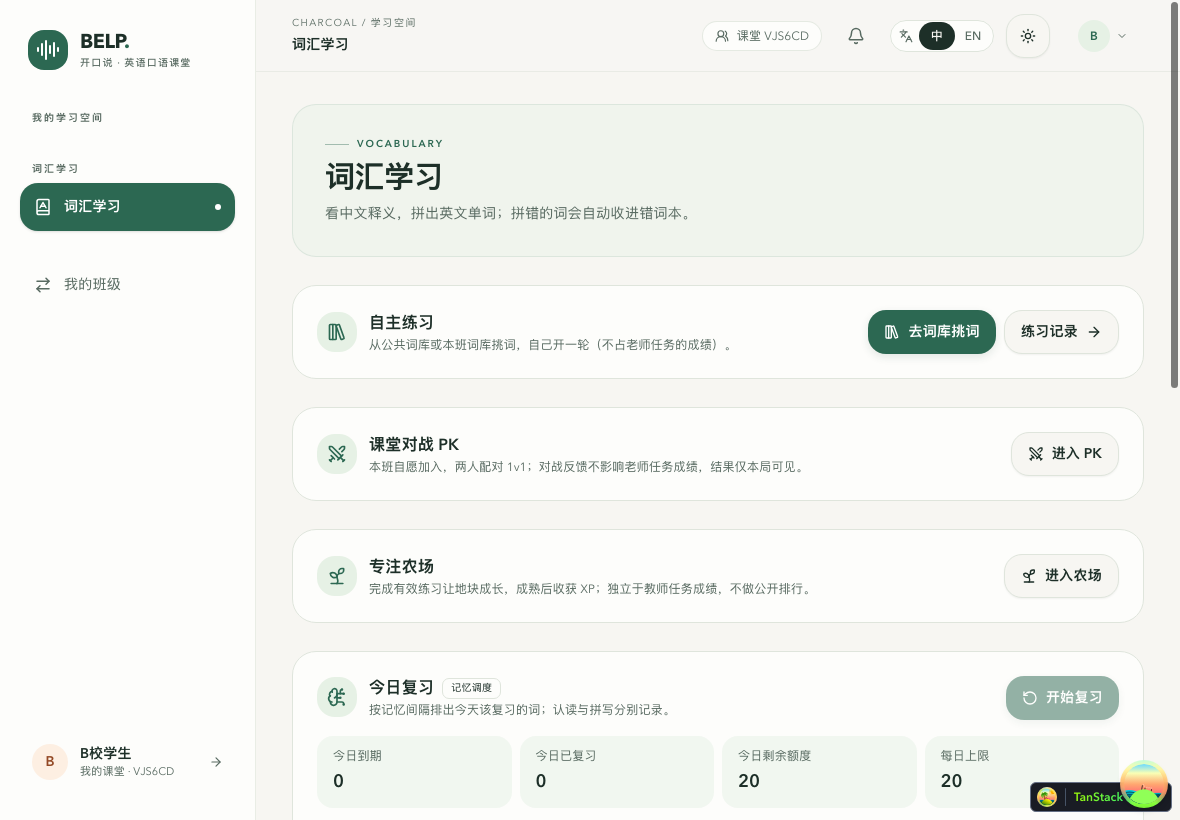 BELP.
开口说 · 英语口语课堂
我的学习空间
词汇学习
词汇学习
我的班级
B
B校学生
我的课堂 · VJS6CD
CHARCOAL / 学习空间
词汇学习
课堂 VJS6CD
中
EN
B
VOCABULARY
词汇学习
看中文释义，拼出英文单词；拼错的词会自动收进错词本。
自主练习
从公共词库或本班词库挑词，自己开一轮（不占老师任务的成绩）。
去词库挑词
练习记录
课堂对战 PK
本班自愿加入，两人配对 1v1；对战反馈不影响老师任务成绩，结果仅本局可见。
进入 PK
专注农场
完成有效练习让地块成长，成熟后收获 XP；独立于教师任务成绩，不做公开排行。
进入农场
今日复习
记忆调度
按记忆间隔排出今天该复习的词；认读与拼写分别记录。
开始复习
今日到期
0
今日已复习
0
今日剩余额度
20
每日上限
20
TanStack